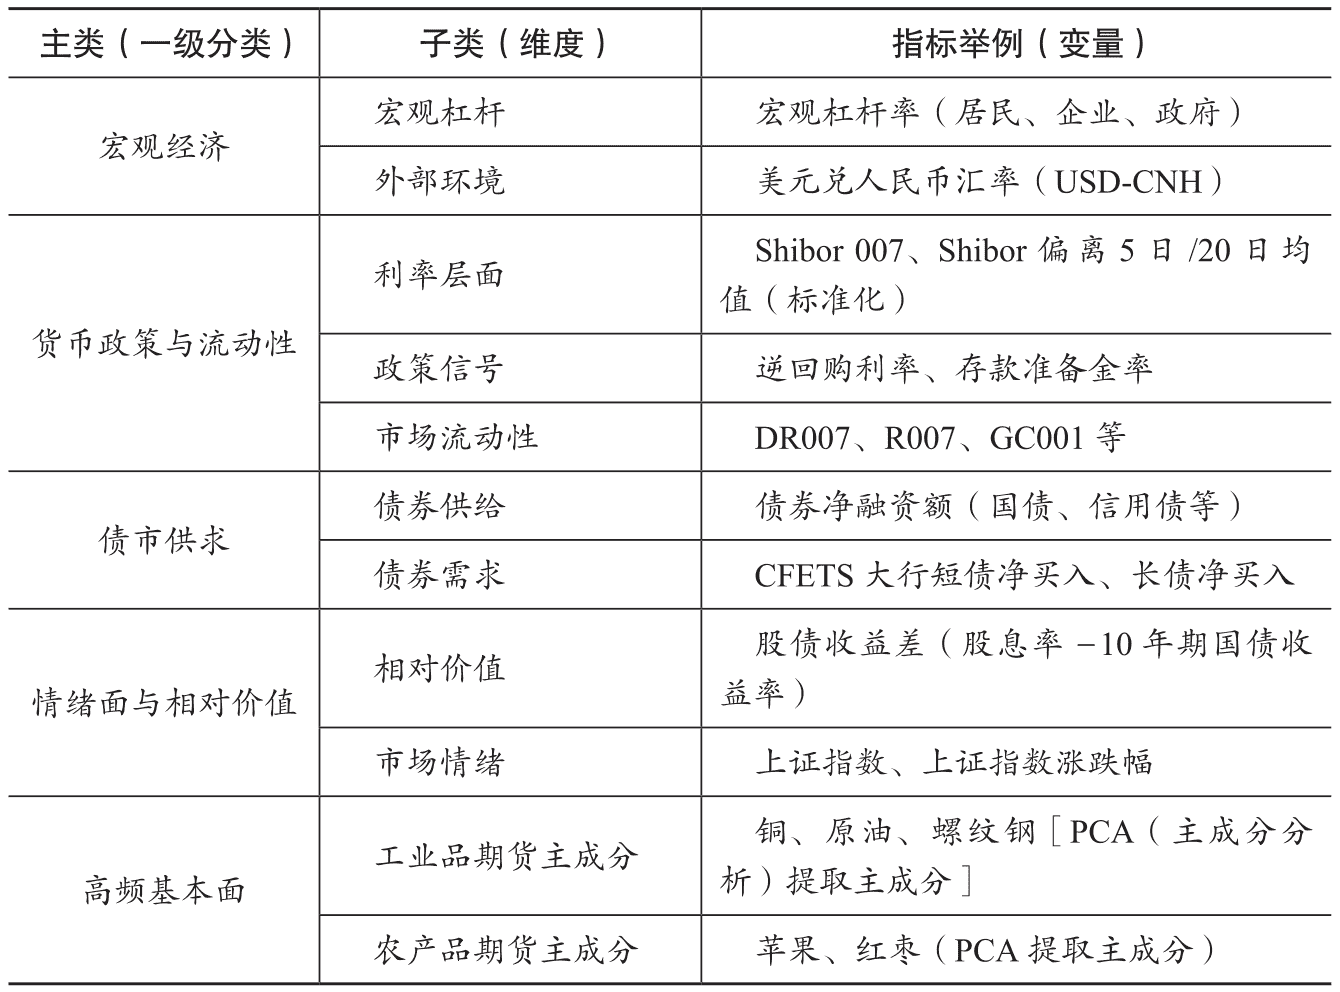 主类（一级分类） 子类（维度） 指标举例（变量）
宏观经济
宏观杠杆 宏观杠杆率（居民、企业、政府）
外部环境 美元兑人民币汇率（USD-CNH）
货币政策与流动性
利率层面
Shibor 007、Shibor 偏离 5 日 /20 日均
值（标准化）
政策信号 逆回购利率、存款准备金率
市场流动性 DR007、R007、GC001 等
债市供求
债券供给 债券净融资额（国债、信用债等）
债券需求 CFETS 大行短债净买入、长债净买入
情绪面与相对价值
相对价值
股债收益差（股息率 –10 年期国债收
益率）
市场情绪 上证指数、上证指数涨跌幅
高频基本面
工业品期货主成分
铜、原油、螺纹钢［PCA（主成分分
析）提取主成分］
农产品期货主成分 苹果、红枣（PCA 提取主成分）